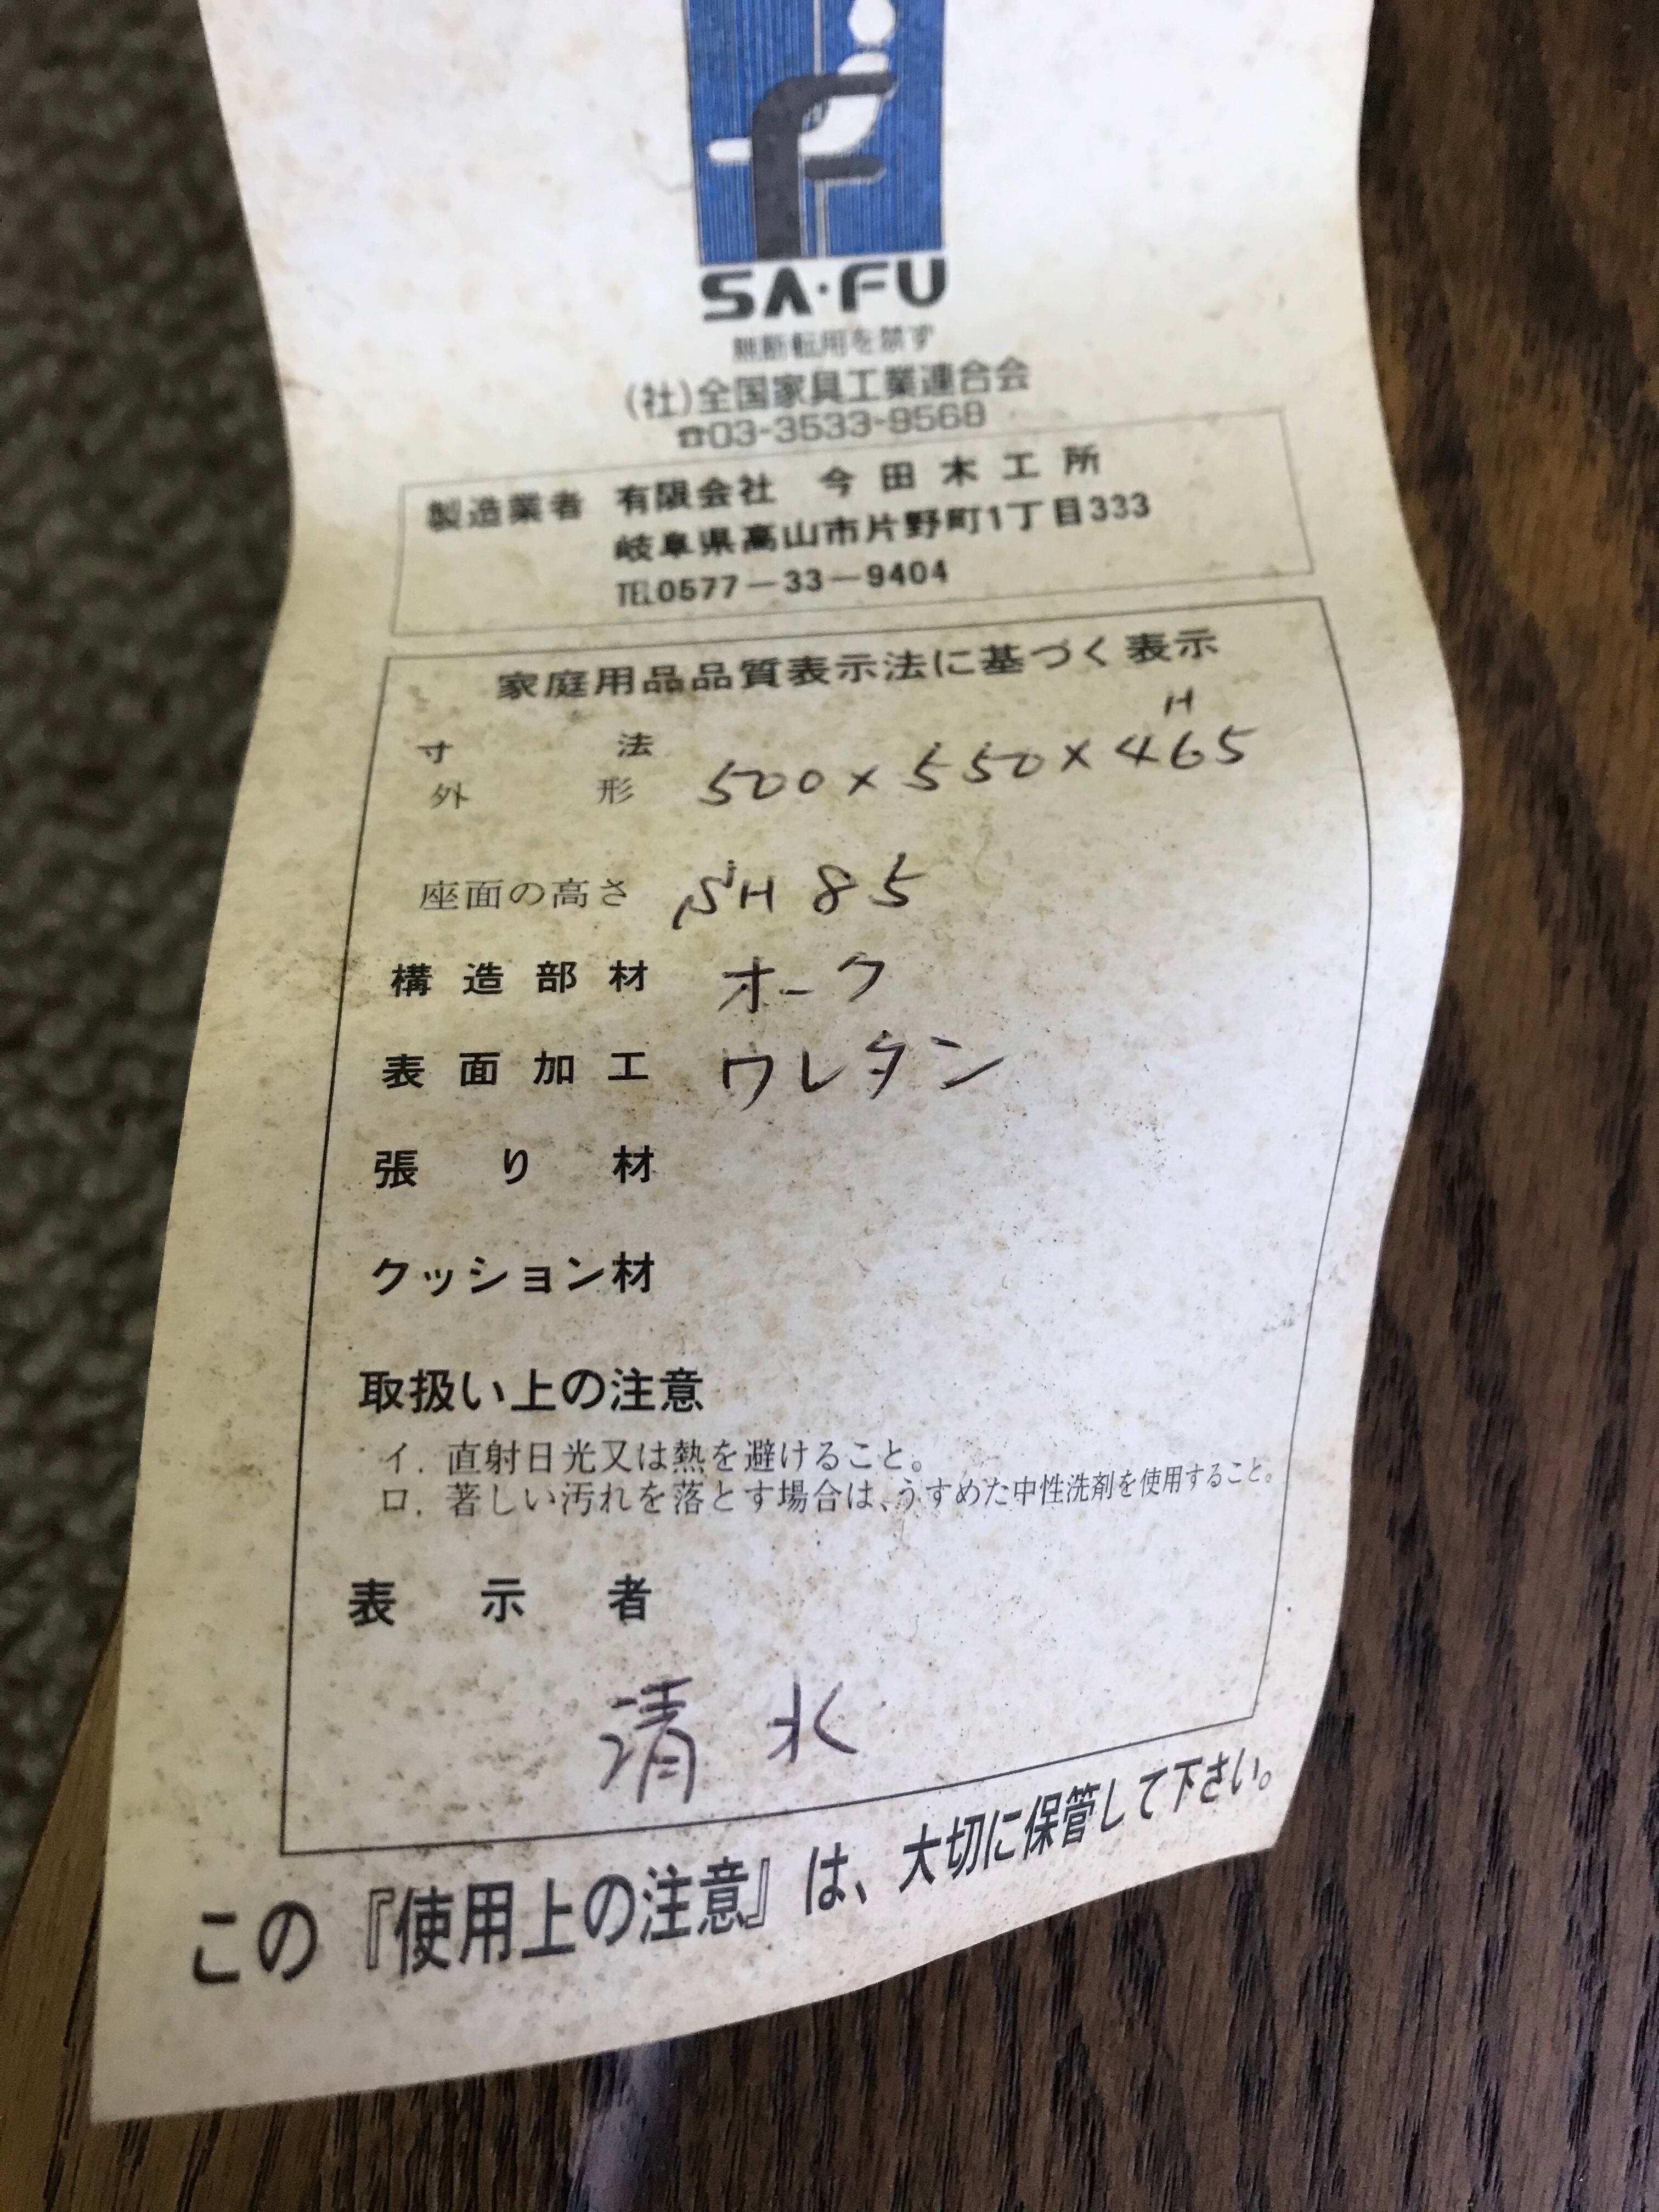 SA・FU
無断転用を禁ず
(社)全国家具工業連合会
☎03-3533-9568
製造業者 有限会社 今田木工所
岐阜県高山市片野町1丁目333
TEL0577-33-9404
家庭用品品質表示法に基づく表示
寸法
H
外形 500×550×465
座面の高さ SH 85
構造部材 オーク
表面加工 ウレタン
張り材
クッション材
取扱い上の注意
イ. 直射日光又は熱を避けること。
ロ. 著しい汚れを落とす場合は、うすめた中性洗剤を使用すること。
表示者
清水
この『使用上の注意』は、大切に保管して下さい。